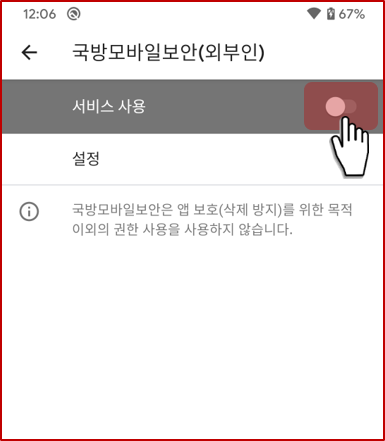 12:06 67%
국방모바일보안(외부인)
서비스 사용
설정
국방모바일보안은 앱 보호(삭제 방지)를 위한 목적
이외의 권한 사용을 사용하지 않습니다.